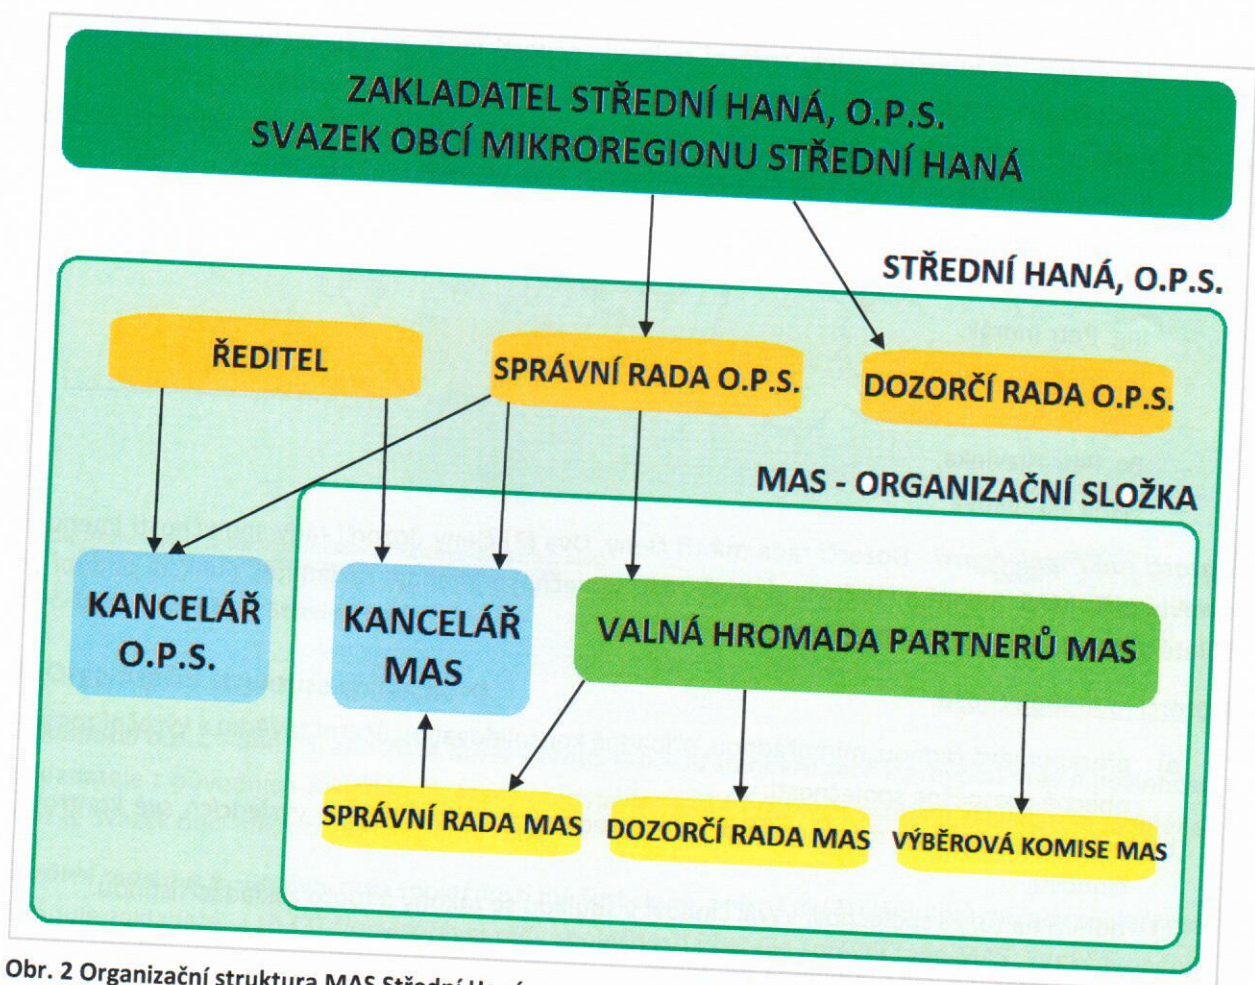 ZAKLADATEL STŘEDNÍ HANÁ, O.P.S.
SVAZEK OBCÍ MIKROREGIONU STŘEDNÍ HANÁ
STŘEDNÍ HANÁ, O.P.S.
ŘEDITEL
SPRÁVNÍ RADA O.P.S.
DOZORČÍ RADA O.P.S.
MAS - ORGANIZAČNÍ SLOŽKA
KANCELÁŘ
O.P.S.
KANCELÁŘ
MAS
VALNÁ HROMADA PARTNERŮ MAS
SPRÁVNÍ RADA MAS
DOZORČÍ RADA MAS
VÝBĚROVÁ KOMISE MAS
Obr. 2 Organizační struktura MAS Střední Haná